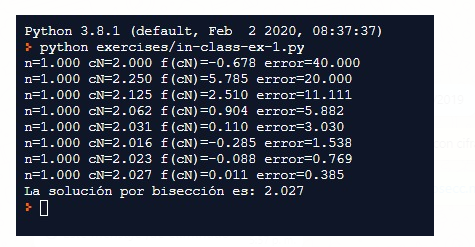 Python 3.8.1 (default, Feb  2 2020, 08:37:37)
> python exercises/in-class-ex-1.py
n=1.000 cN=2.000 f(cN)=-0.678 error=40.000
n=1.000 cN=2.250 f(cN)=5.785 error=20.000
n=1.000 cN=2.125 f(cN)=2.510 error=11.111
n=1.000 cN=2.062 f(cN)=0.904 error=5.882
n=1.000 cN=2.031 f(cN)=0.110 error=3.030
n=1.000 cN=2.016 f(cN)=-0.285 error=1.538
n=1.000 cN=2.023 f(cN)=-0.088 error=0.769
n=1.000 cN=2.027 f(cN)=0.011 error=0.385
La solución por bisección es: 2.027
>